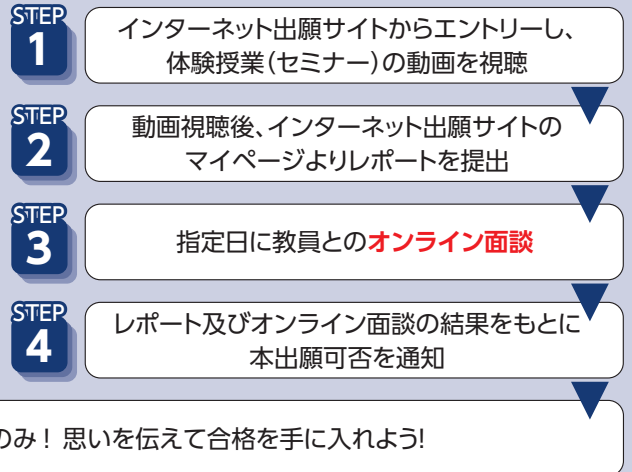 STEP
1
インターネット出願サイトからエントリーし、
体験授業(セミナー)の動画を視聴
STEP
2
動画視聴後、インターネット出願サイトの
マイページよりレポートを提出
STEP
3
指定日に教員とのオンライン面談
STEP
4
レポート及びオンライン面談の結果をもとに
本出願可否を通知
のみ!思いを伝えて合格を手に入れよう!